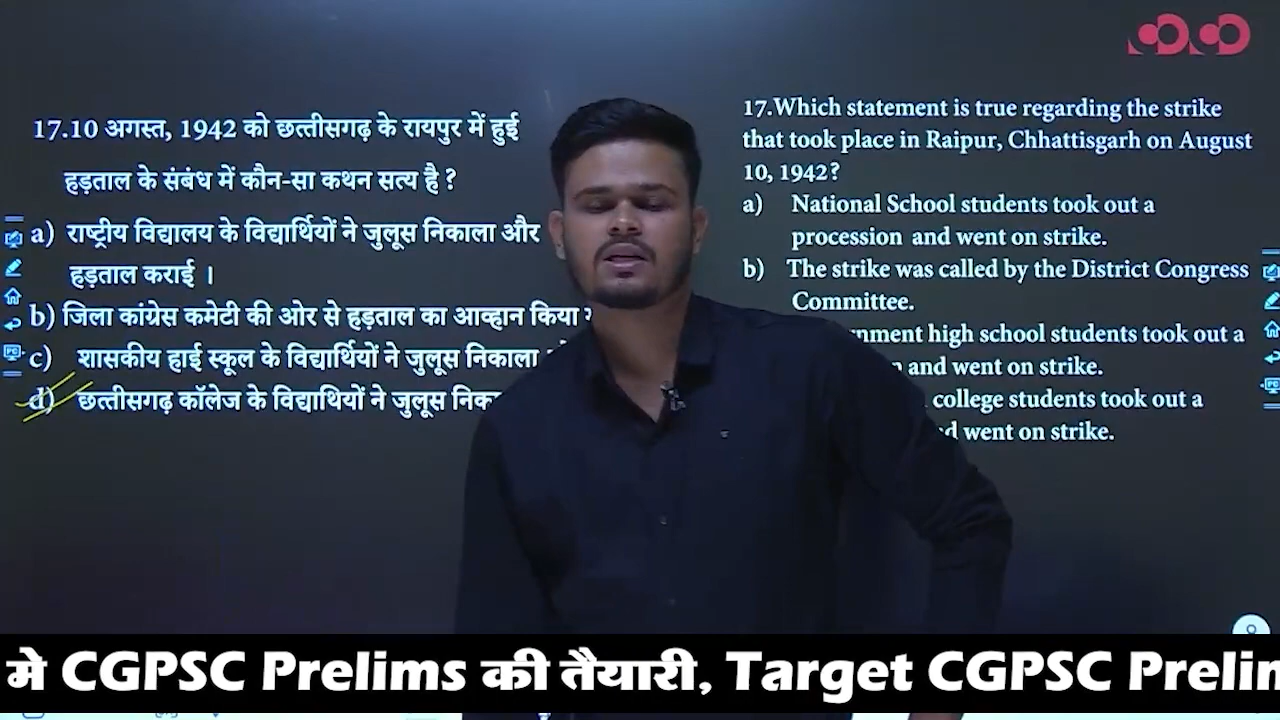 17.10 अगस्त, 1942 को छत्तीसगढ़ के रायपुर में हुई
हड़ताल के संबंध में कौन-सा कथन सत्य है ?
a) राष्ट्रीय विद्यालय के विद्यार्थियों ने जुलूस निकाला और
हड़ताल कराई ।
b) जिला कांग्रेस कमेटी की ओर से हड़ताल का आव्हान किया
c) शासकीय हाई स्कूल के विद्यार्थियों ने जुलूस निकाला
d) छत्तीसगढ़ कॉलेज के विद्याथियों ने जुलूस
17.Which statement is true regarding the strike
that took place in Raipur, Chhattisgarh on August
10, 1942?
a) National School students took out a
procession and went on strike.
b) The strike was called by the District Congress
Committee.
high school students took out a
and went on strike.
college students took out a
went on strike.
मे CGPSC Prelims की तैयारी, Target CGPSC